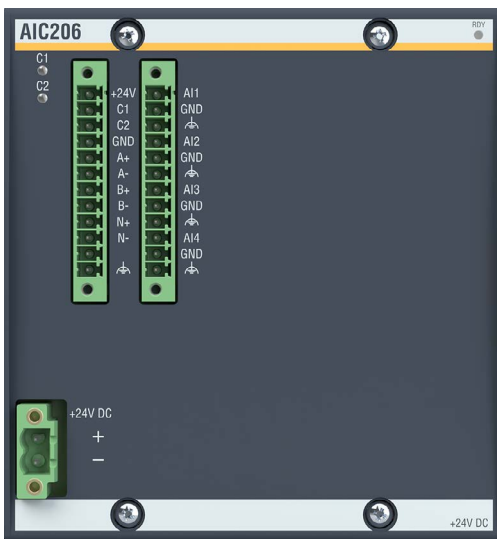 AIC206
RDY
C1
C2
+24V
C1
C2
GND
A+
A-
B+
B-
N+
N-
AI1
GND
AI2
GND
AI3
GND
AI4
GND
+24V DC
+
−
+24V DC